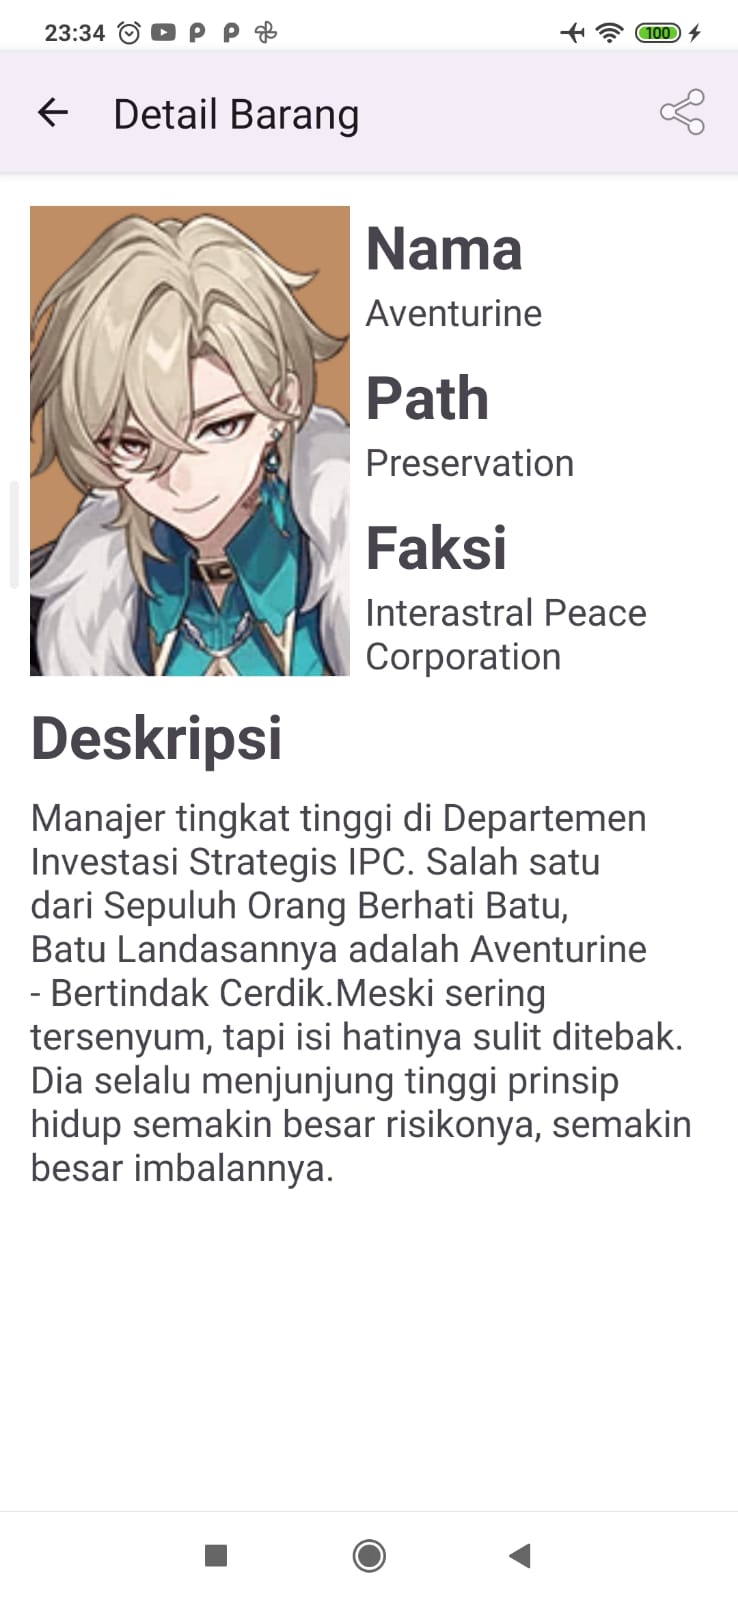 23:34
100
Detail Barang
Nama
Aventurine
Path
Preservation
Faksi
Interastral Peace
Corporation
Deskripsi
Manajer tingkat tinggi di Departemen
Investasi Strategis IPC. Salah satu
dari Sepuluh Orang Berhati Batu,
Batu Landasannya adalah Aventurine
- Bertindak Cerdik.Meski sering
tersenyum, tapi isi hatinya sulit ditebak.
Dia selalu menjunjung tinggi prinsip
hidup semakin besar risikonya, semakin
besar imbalannya.